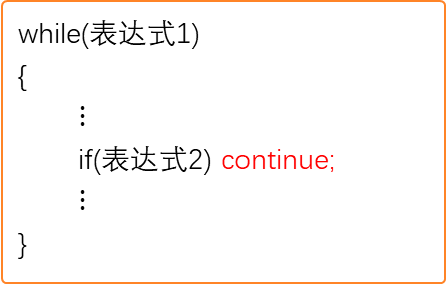 while(表达式1)
{
⋮
if(表达式2) continue;
⋮
}